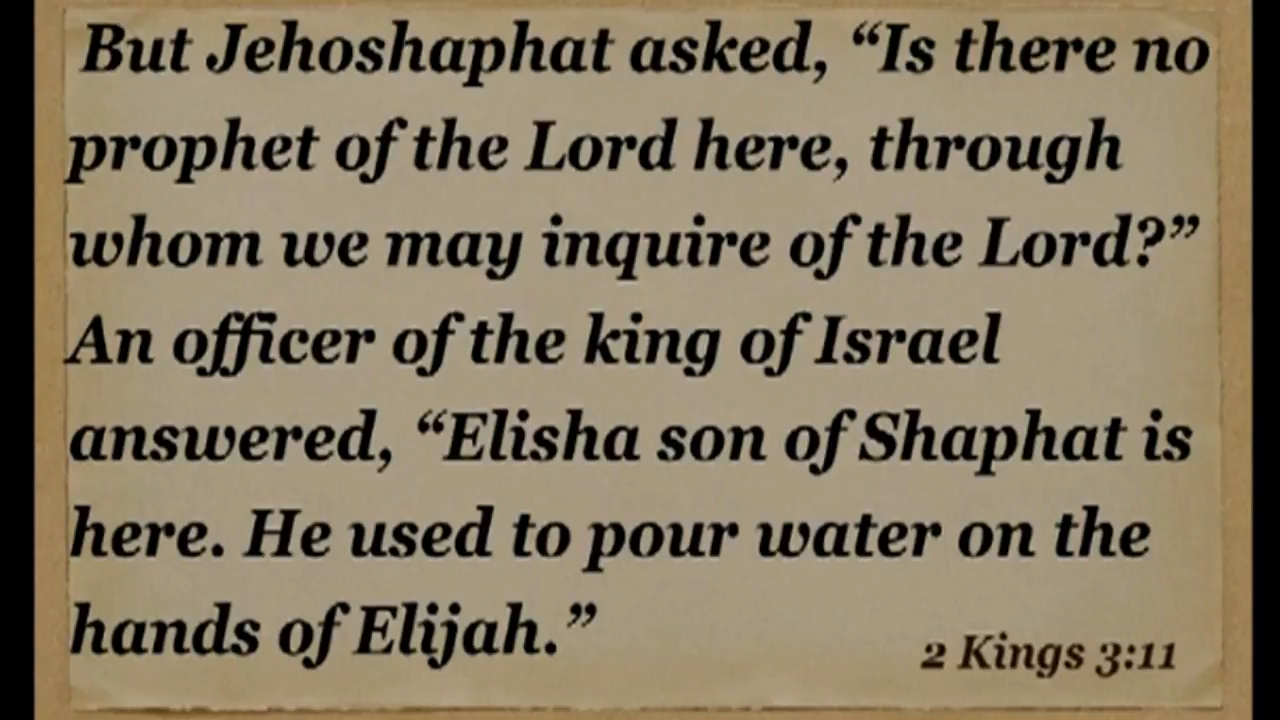 But Jehoshaphat asked, “Is there no
prophet of the Lord here, through
whom we may inquire of the Lord?”
An officer of the king of Israel
answered, “Elisha son of Shaphat is
here. He used to pour water on the
hands of Elijah.”
2 Kings 3:11